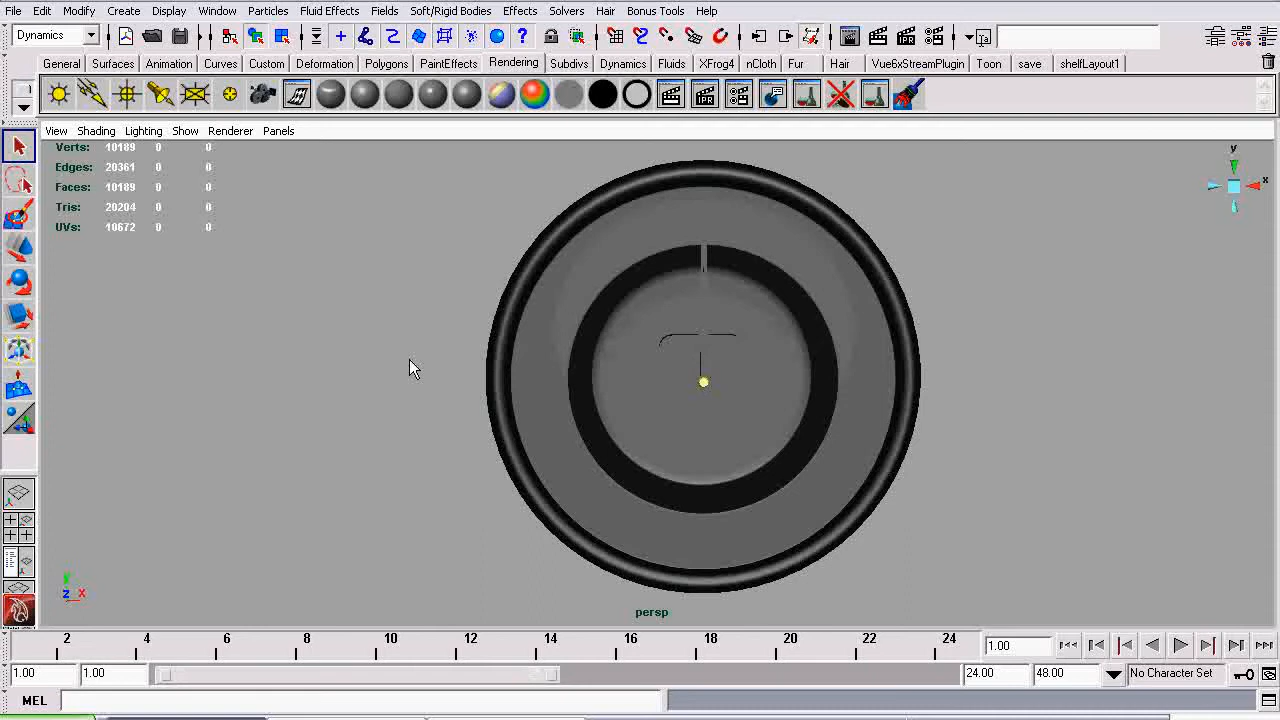 File Edit Modify Create Display Window Particles Fluid Effects Fields Soft/Rigid Bodies Effects Solvers Hair Bonus Tools Help
Dynamics
General Surfaces Animation Curves Custom Deformation Polygons PaintEffects Rendering Subdivs Dynamics Fluids XFrog4 nCloth Fur Hair Vue6xStreamPlugin Toon save shelfLayout1
IPR
View Shading Lighting Show Renderer Panels
Verts: 10189 0 0
Edges: 20361 0 0
Faces: 10189 0 0
Tris: 20204 0 0
UVs: 10672 0 0
y
x
y
z x
persp
2 4 6 8 10 12 14 16 18 20 22 24
1.00
1.00 1.00 24.00 48.00 No Character Set
MEL